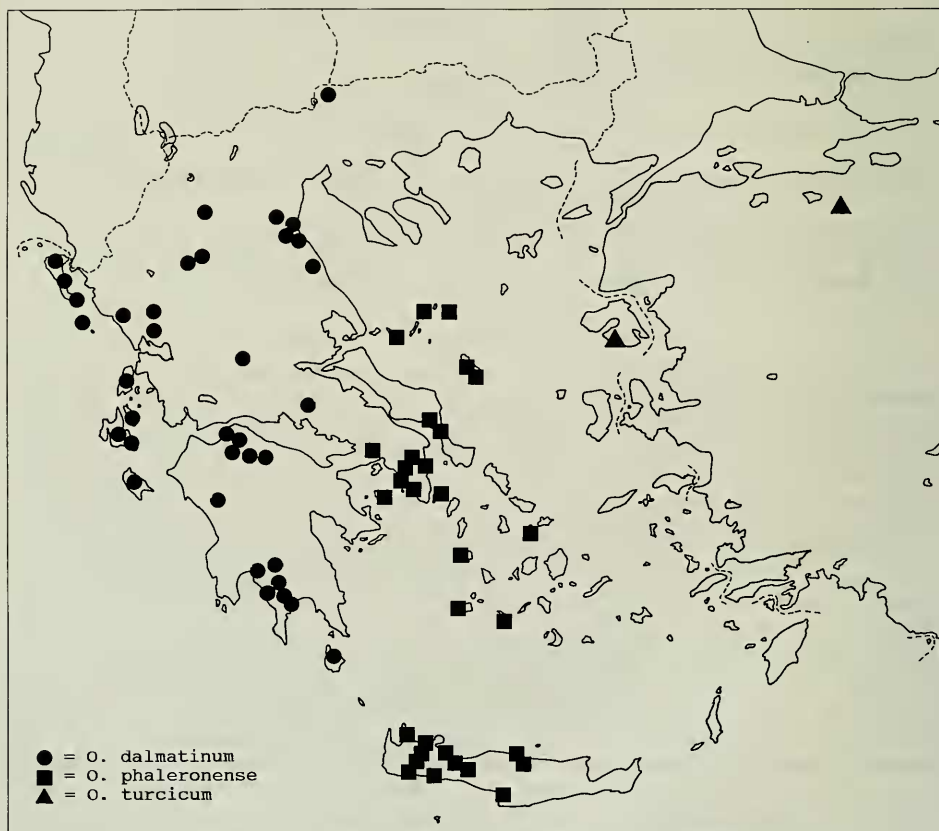 ● = O. dalmatinum
■ = O. phaleronense
▲ = O. turcicum